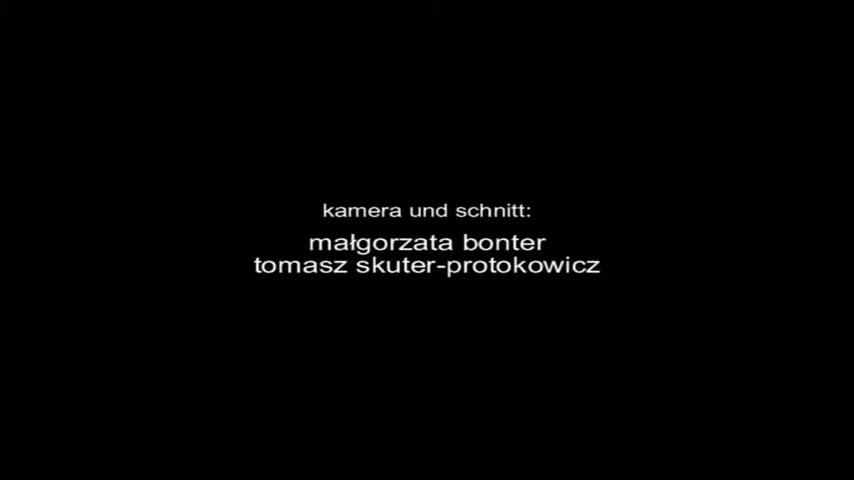 kamera und schnitt:
małgorzata bonter
tomasz skuter-protokowicz